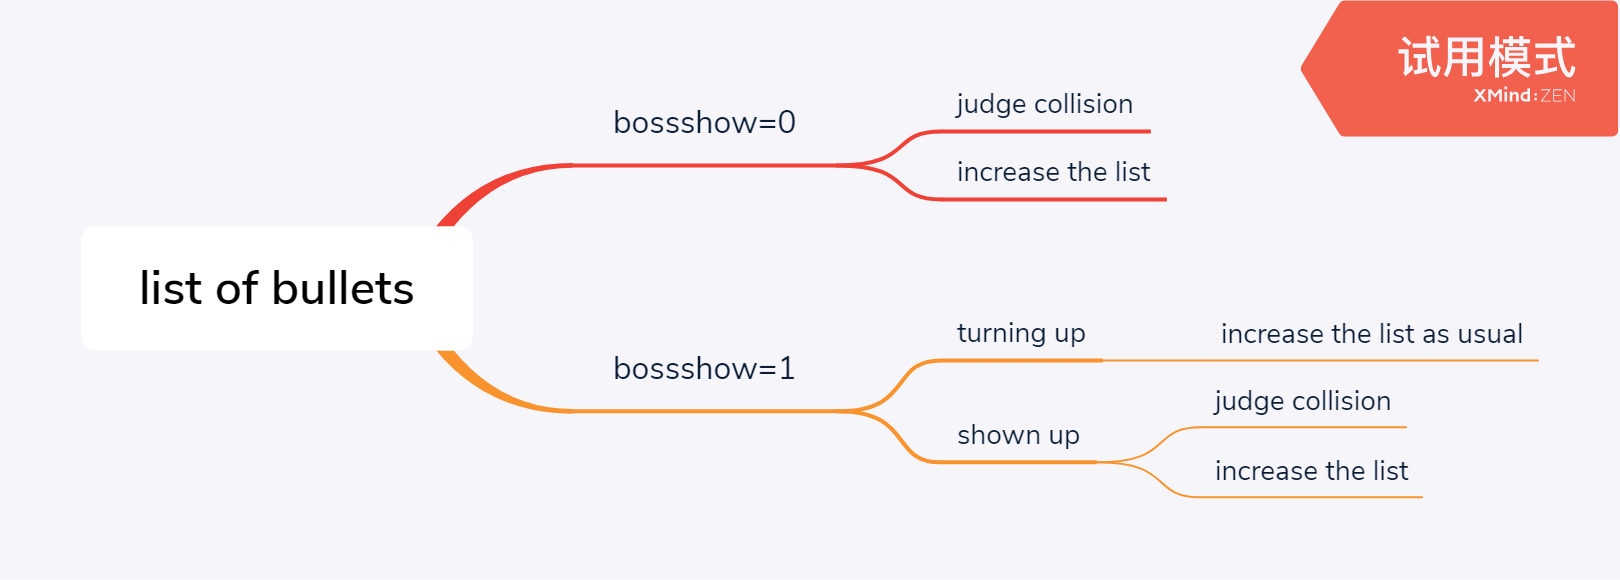 试用模式
XMind:ZEN
judge collision
bossshow=0
increase the list
list of bullets
turning up
increase the list as usual
bossshow=1
judge collision
shown up
increase the list